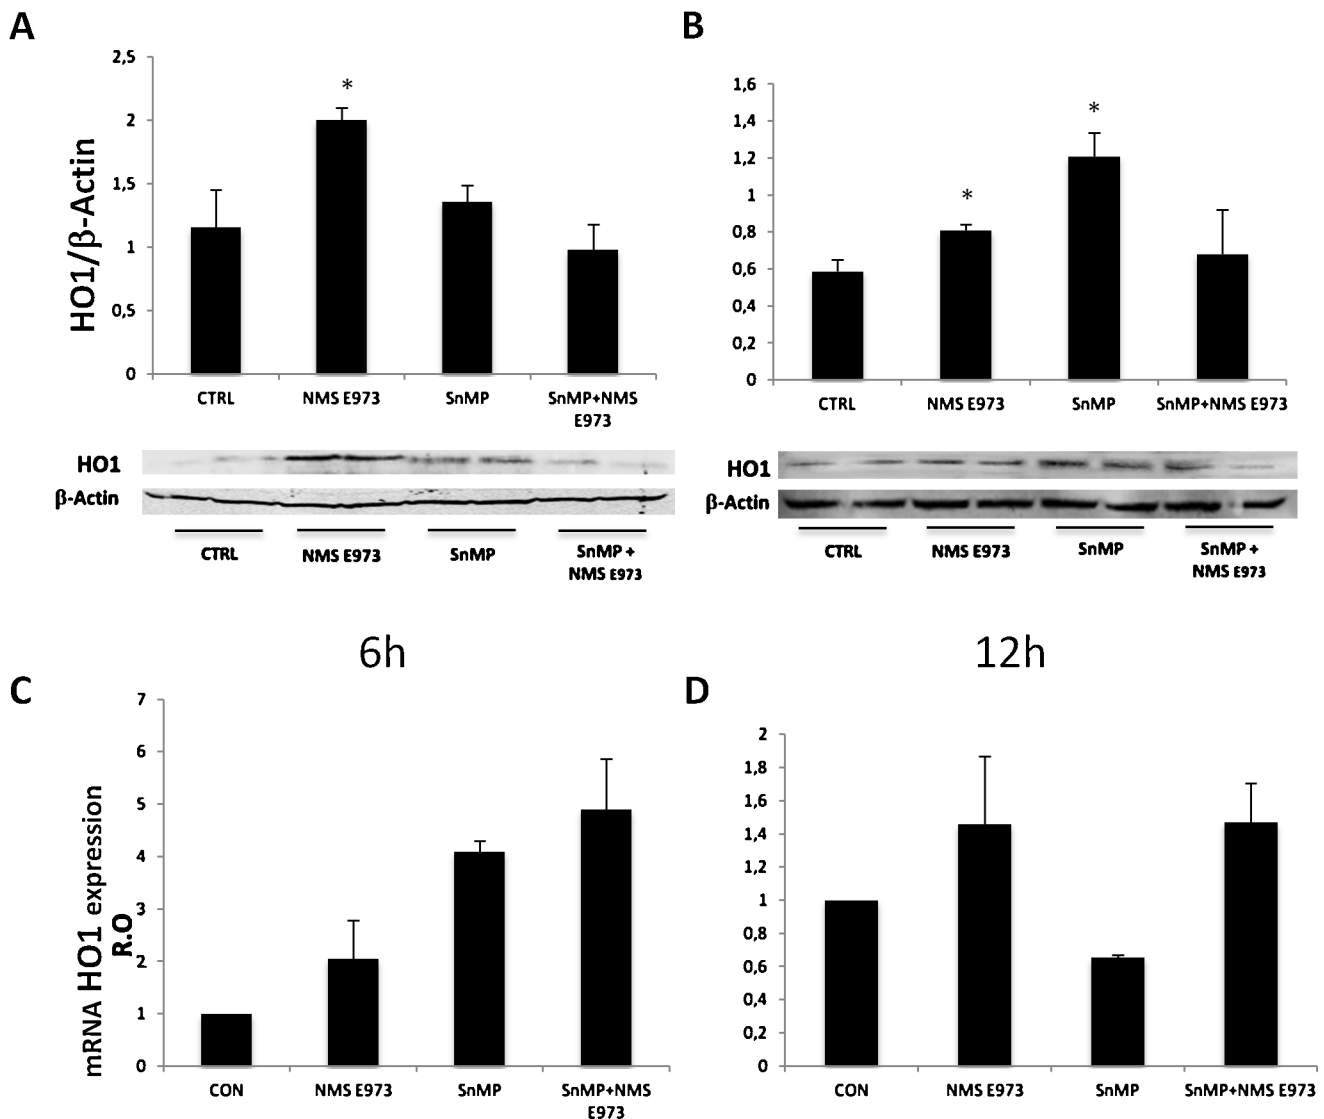 A
HO1/β-Actin
2,5
2
1,5
1
0,5
0
*
CTRL
NMS E973
SnMP
SnMP+NMS
E973
HO1
β-Actin
CTRL
NMS E973
SnMP
SnMP +
NMS E973
B
1,6
1,4
1,2
1
0,8
0,6
0,4
0,2
0
*
*
CTRL
NMS E973
SnMP
SnMP+NMS E973
HO1
β-Actin
CTRL
NMS E973
SnMP
SnMP +
NMS E973
6h
12h
C
mRNA HO1 expression
R.O
7
6
5
4
3
2
1
0
CON
NMS E973
SnMP
SnMP+NMS
E973
D
2
1,8
1,6
1,4
1,2
1
0,8
0,6
0,4
0,2
0
CON
NMS E973
SnMP
SnMP+NMS E973